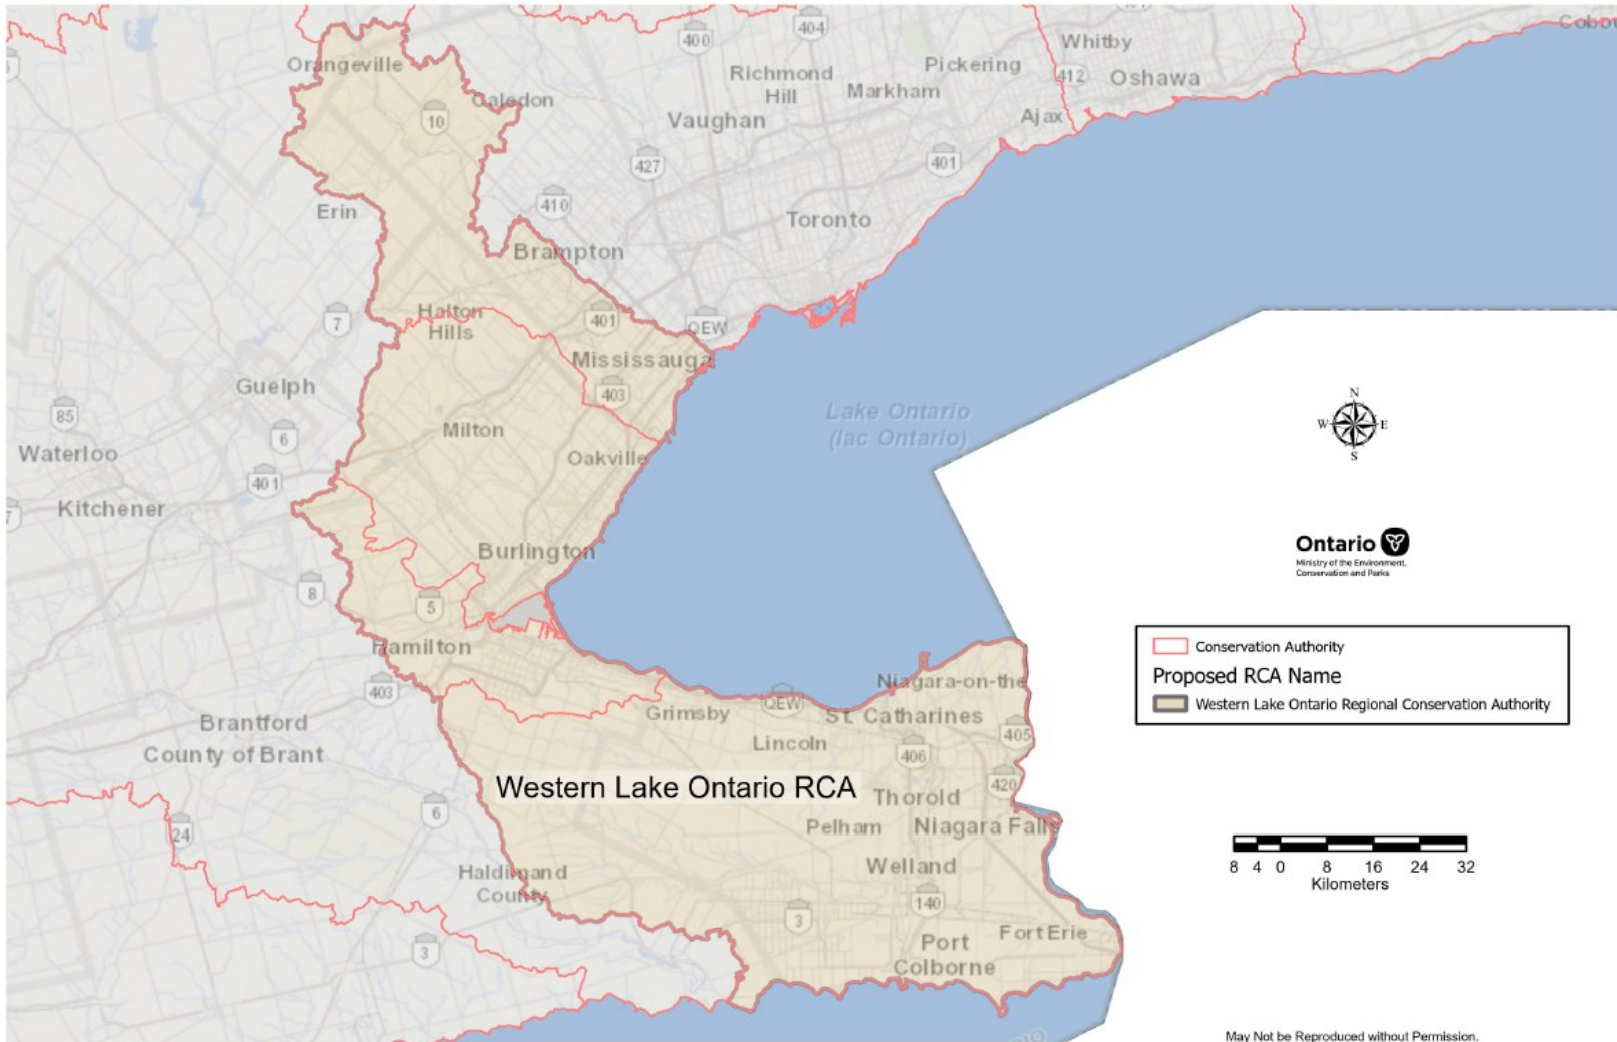 Orangeville
Caledon
10
400
404
Richmond
Hill
Markham
Pickering
Whitby
412
Oshawa
Ajax
Vaughan
427
401
410
Toronto
Erin
Brampton
7
Halton
Hills
401
QEW
Mississauga
403
Guelph
85
6
Waterloo
Milton
Oakville
401
Kitchener
Lake Ontario
(lac Ontario)
Burlington
8
5
Hamilton
403
Brantford
County of Brant
Grimsby
QEW
Niagara-on-the
St. Catharines
Lincoln
406
405
Western Lake Ontario RCA
420
Thorold
Pelham
Niagara Falls
24
6
Welland
Haldimand
County
140
3
3
Port
Colborne
Fort Erie
N
W
E
S
Ontario
Ministry of the Environment,
Conservation and Parks
Conservation Authority
Proposed RCA Name
Western Lake Ontario Regional Conservation Authority
8 4 0 8 16 24 32
Kilometers
May Not be Reproduced without Permission.